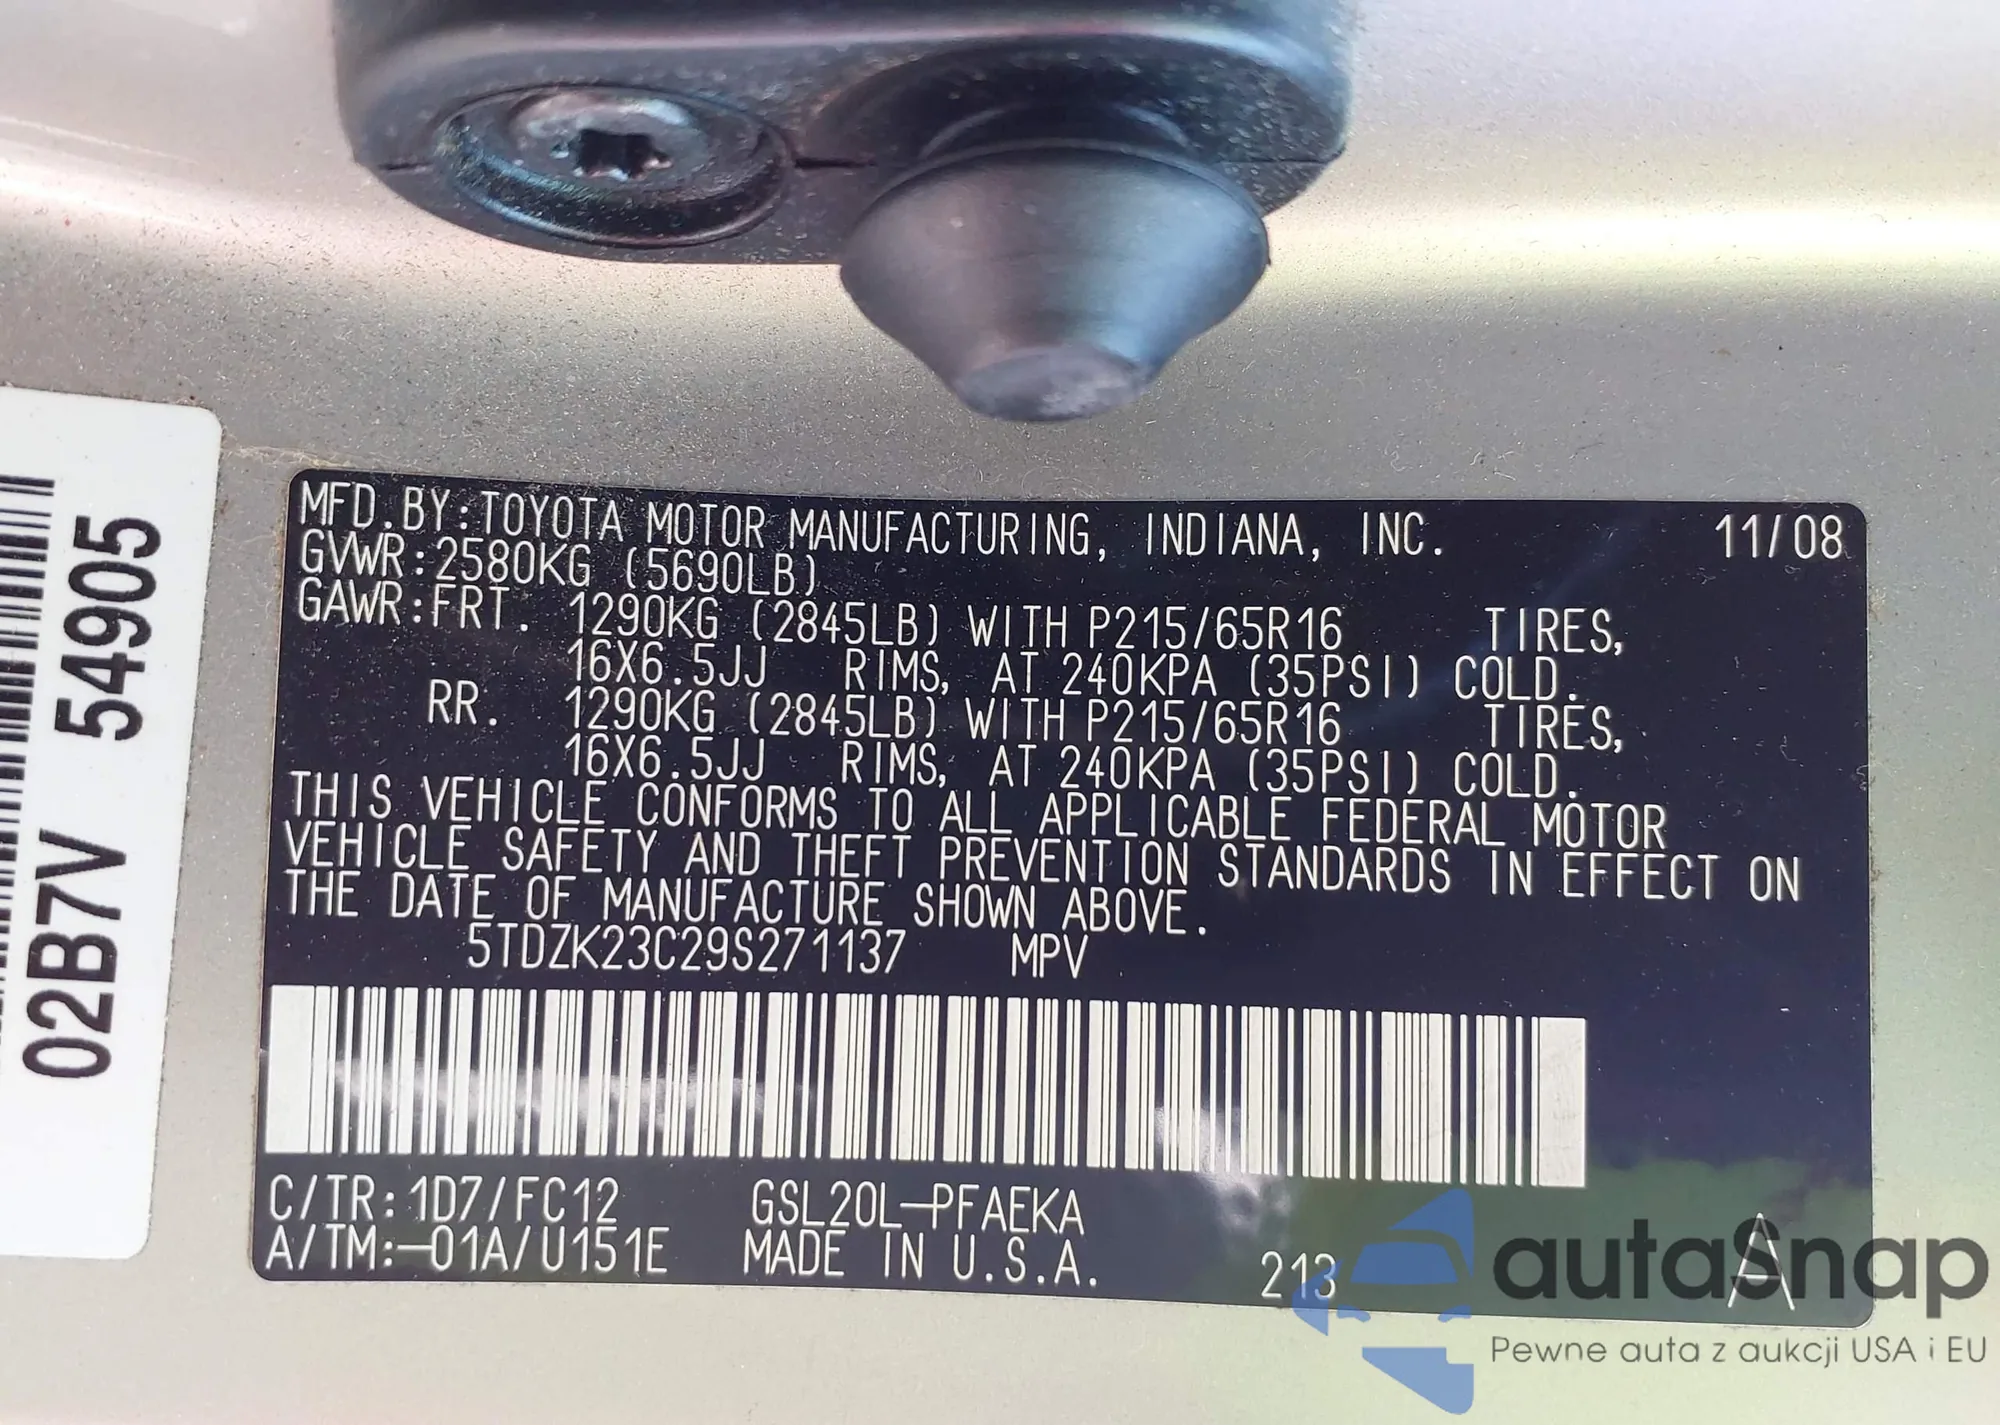 02B7V 54905
MFD.BY:TOYOTA MOTOR MANUFACTURING, INDIANA, INC. 11/08
GVWR:2580KG (5690LB)
GAWR:FRT. 1290KG (2845LB) WITH P215/65R16 TIRES,
16X6.5JJ RIMS, AT 240KPA (35PSI) COLD.
RR. 1290KG (2845LB) WITH P215/65R16 TIRES,
16X6.5JJ RIMS, AT 240KPA (35PSI) COLD.
THIS VEHICLE CONFORMS TO ALL APPLICABLE FEDERAL MOTOR
VEHICLE SAFETY AND THEFT PREVENTION STANDARDS IN EFFECT ON
THE DATE OF MANUFACTURE SHOWN ABOVE.
5TDZK23C29S271137 MPV
C/TR:1D7/FC12 GSL20L-PFAEKA
A/TM:-01A/U151E MADE IN U.S.A. 213 A
autaSnap
Pewne auta z aukcji USA i EU